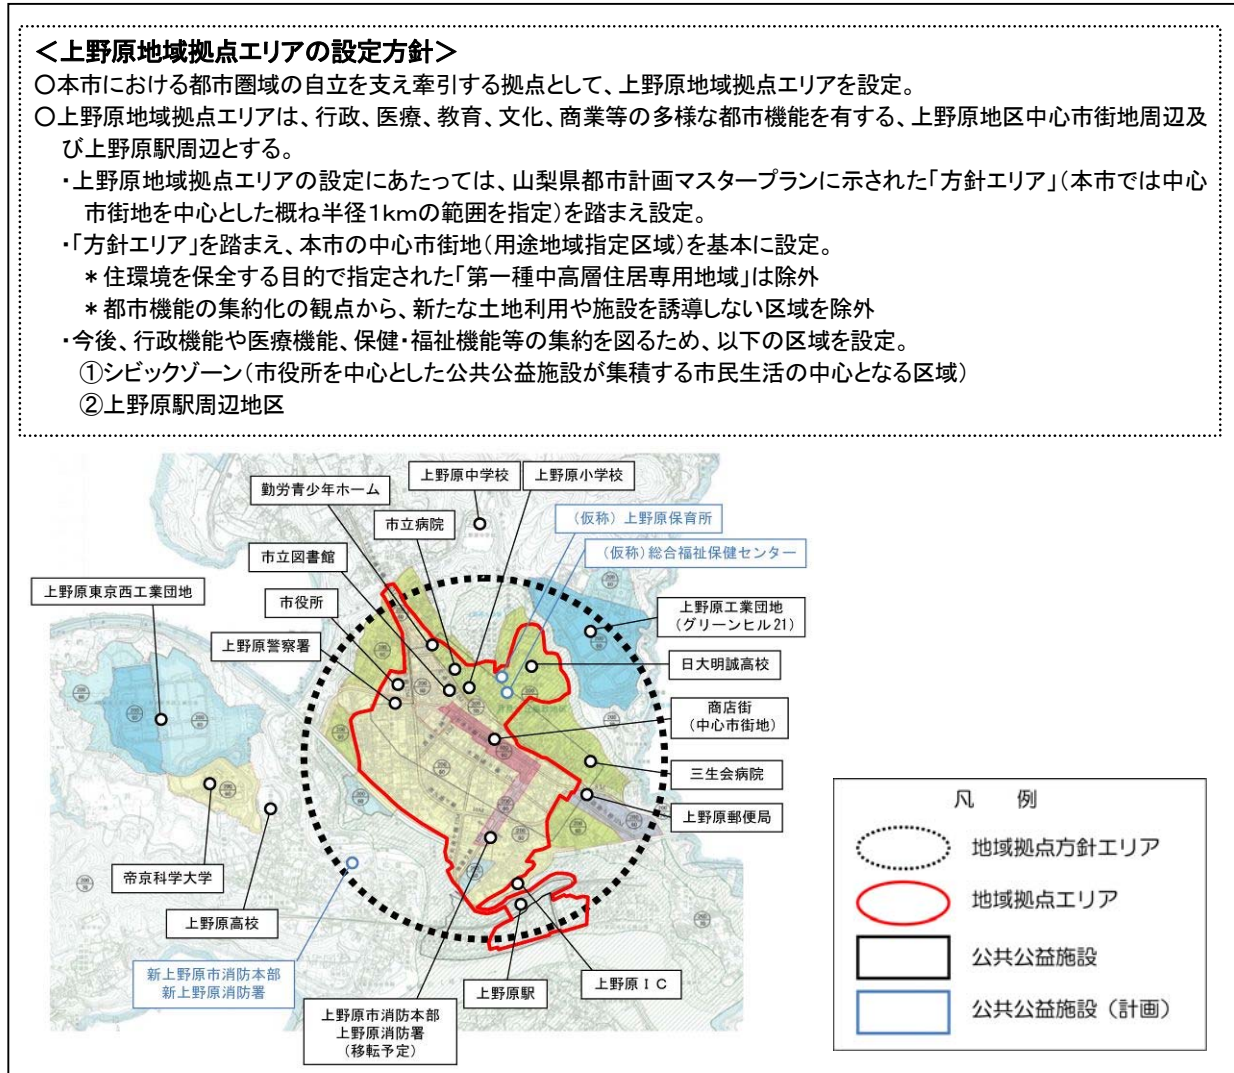 ＜上野原地域拠点エリアの設定方針＞
○本市における都市圏域の自立を支え牽引する拠点として、上野原地域拠点エリアを設定。
○上野原地域拠点エリアは、行政、医療、教育、文化、商業等の多様な都市機能を有する、上野原地区中心市街地周辺及
び上野原駅周辺とする。
・上野原地域拠点エリアの設定にあたっては、山梨県都市計画マスタープランに示された「方針エリア」（本市では中心
市街地を中心とした概ね半径１ｋｍの範囲を指定）を踏まえ設定。
・「方針エリア」を踏まえ、本市の中心市街地（用途地域指定区域）を基本に設定。
＊住環境を保全する目的で指定された「第一種中高層住居専用地域」は除外
＊都市機能の集約化の観点から、新たな土地利用や施設を誘導しない区域を除外
・今後、行政機能や医療機能、保健・福祉機能等の集約を図るため、以下の区域を設定。
①シビックゾーン（市役所を中心とした公共公益施設が集積する市民生活の中心となる区域）
②上野原駅周辺地区
上野原中学校
上野原小学校
勤労青少年ホーム
（仮称）上野原保育所
市立病院
（仮称）総合福祉保健センター
市立図書館
上野原東京西工業団地
市役所
上野原工業団地
（グリーンヒル21）
上野原警察署
日大明誠高校
商店街
（中心市街地）
三生会病院
上野原郵便局
帝京科学大学
上野原高校
新上野原市消防本部
新上野原消防署
上野原市消防本部
上野原消防署
（移転予定）
上野原駅
上野原ＩＣ
凡　例
地域拠点方針エリア
地域拠点エリア
公共公益施設
公共公益施設（計画）